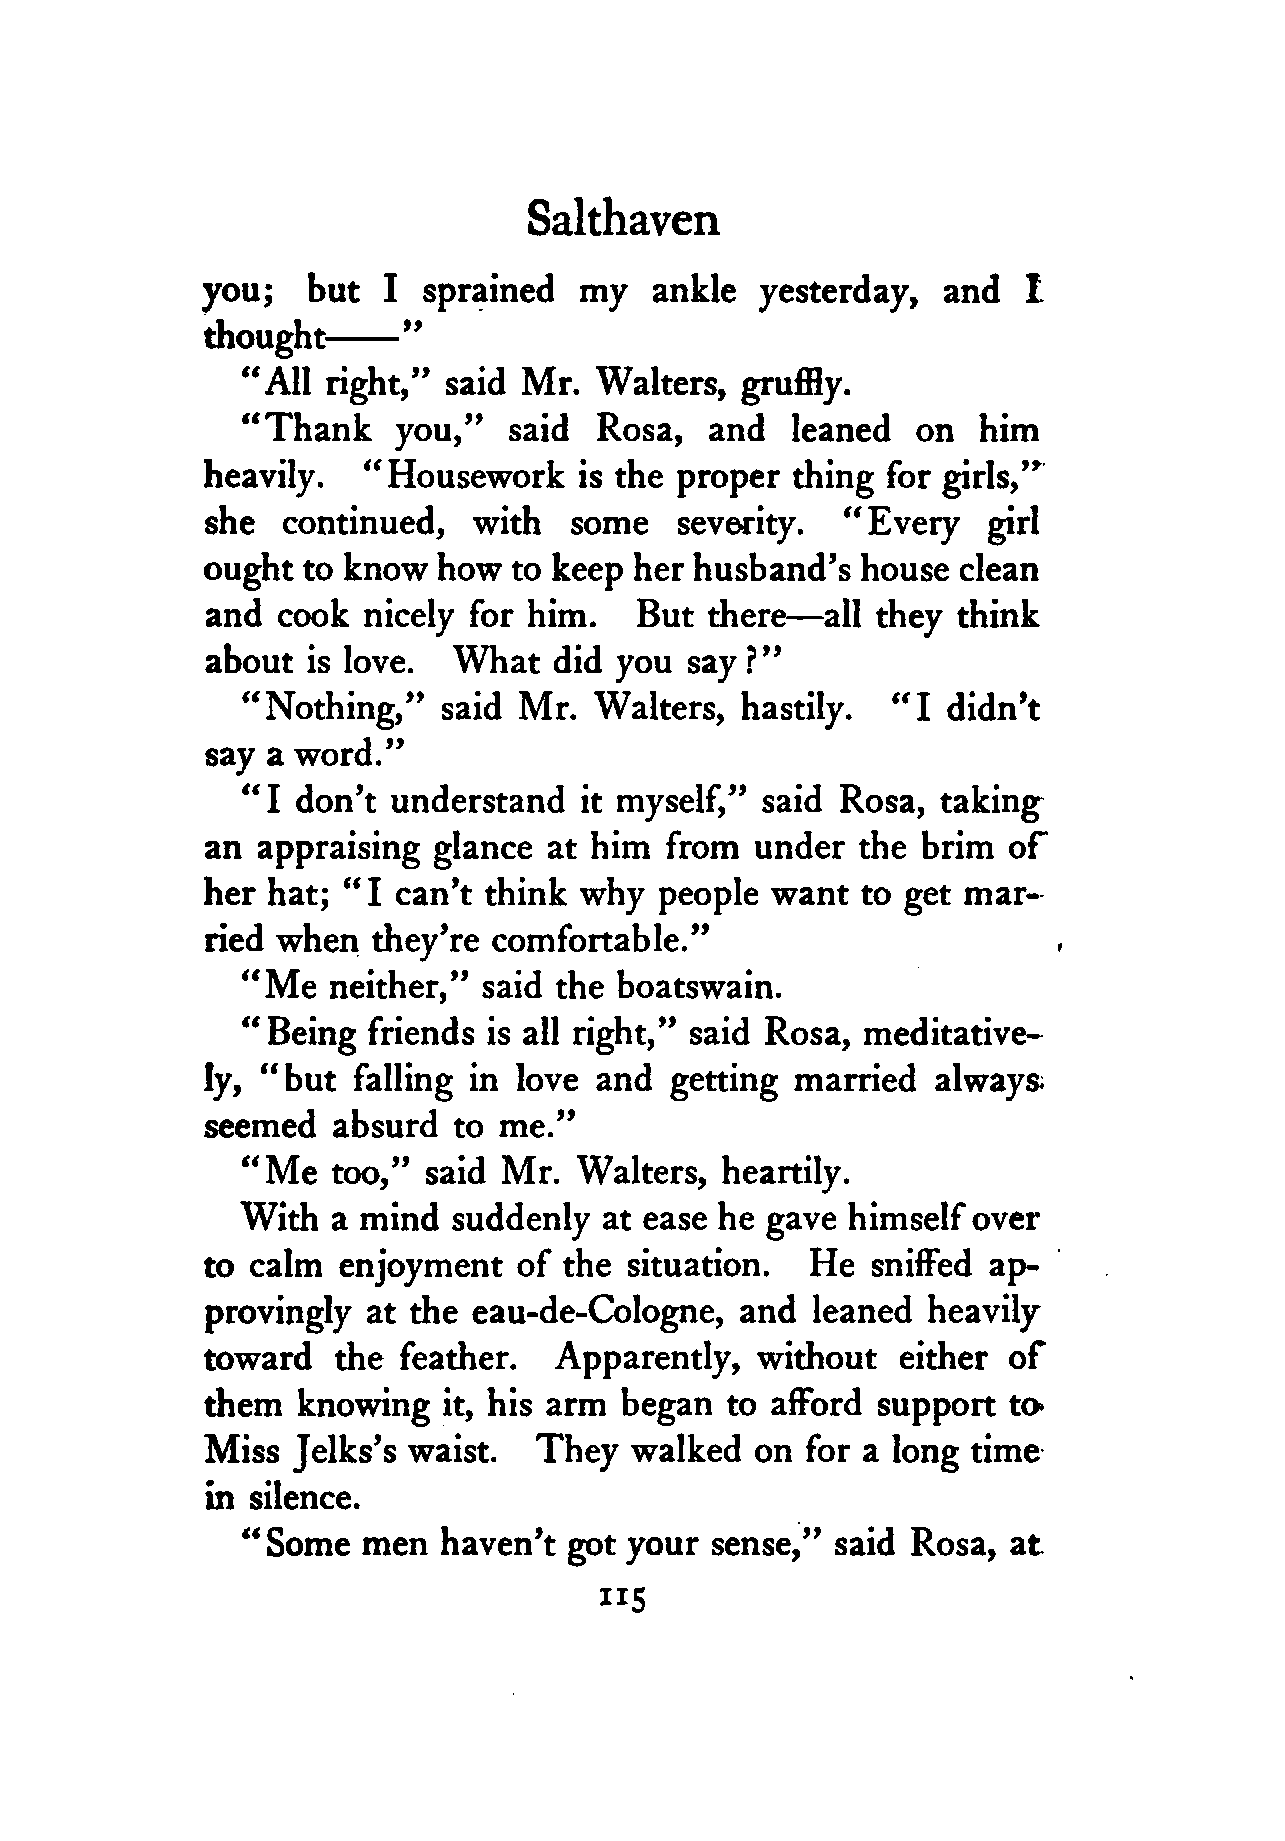 Salthaven
you; but I sprained my ankle yesterday, and I
thought——"
"All right," said Mr. Walters, gruffly.
"Thank you," said Rosa, and leaned on him
heavily. "Housework is the proper thing for girls,"
she continued, with some severity. "Every girl
ought to know how to keep her husband's house clean
and cook nicely for him. But there—all they think
about is love. What did you say?"
"Nothing," said Mr. Walters, hastily. "I didn't
say a word."
"I don't understand it myself," said Rosa, taking
an appraising glance at him from under the brim of
her hat; "I can't think why people want to get mar-
ried when they're comfortable."
"Me neither," said the boatswain.
"Being friends is all right," said Rosa, meditative-
ly, "but falling in love and getting married always
seemed absurd to me."
"Me too," said Mr. Walters, heartily.
With a mind suddenly at ease he gave himself over
to calm enjoyment of the situation. He sniffed ap-
provingly at the eau-de-Cologne, and leaned heavily
toward the feather. Apparently, without either of
them knowing it, his arm began to afford support to
Miss Jelks's waist. They walked on for a long time
in silence.
"Some men haven't got your sense," said Rosa, at
115